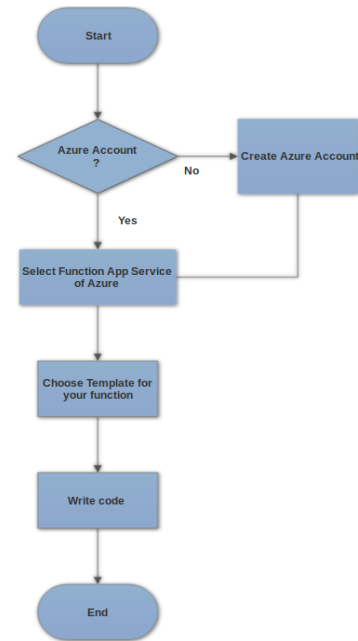 Start
Azure Account
?
No
Create Azure Account
Yes
Select Function App Service
of Azure
Choose Template for
your function
Write code
End